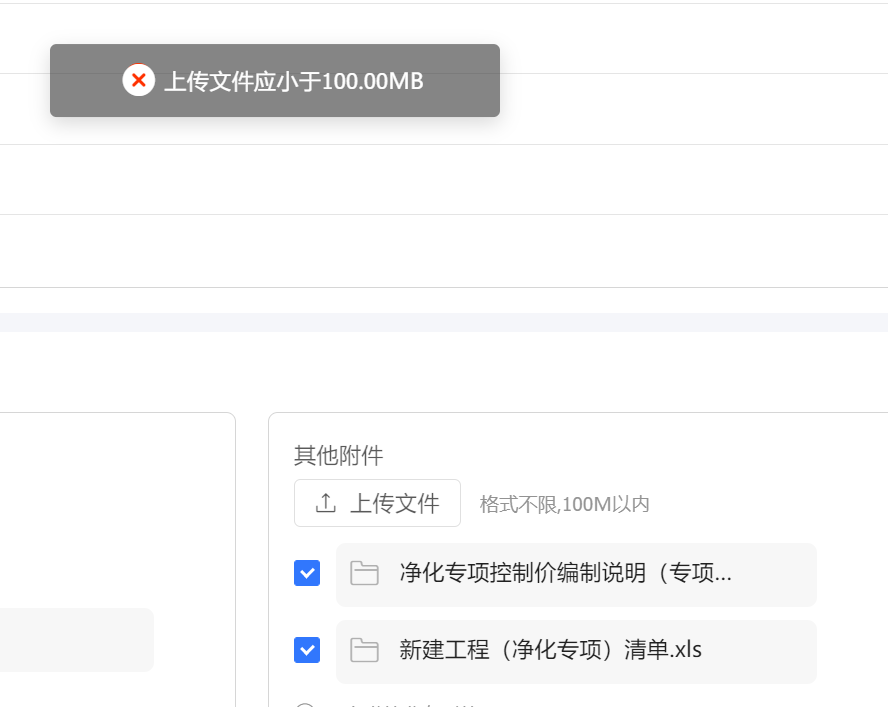 上传文件应小于100.00MB
其他附件
上传文件
格式不限,100M以内
净化专项控制价编制说明（专项...
新建工程（净化专项）清单.xls